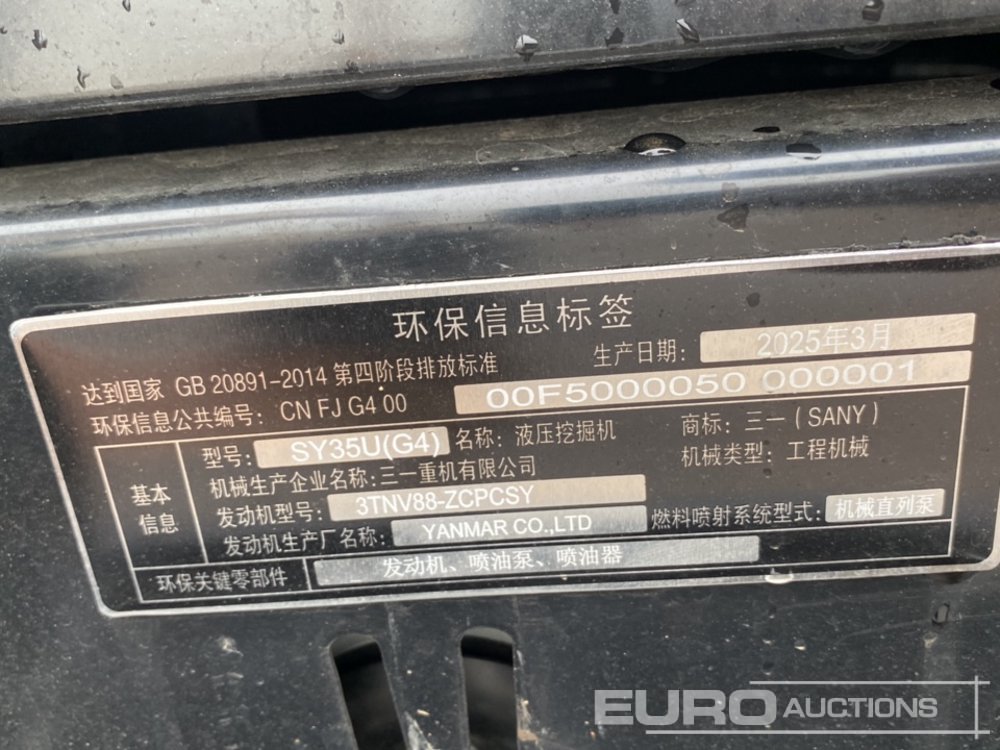 环保信息标签
达到国家 GB 20891-2014 第四阶段排放标准 生产日期: 2025年3月
环保信息公共编号: CN FJ G4 00 00F5000050 000001
基本信息
型号: SY35U(G4) 名称: 液压挖掘机 商标: 三一(SANY)
机械生产企业名称:三一重机有限公司 机械类型: 工程机械
发动机型号: 3TNV88-ZCPCSY
发动机生产厂名称: YANMAR CO.,LTD 燃料喷射系统型式: 机械直列泵
环保关键零部件 发动机、喷油泵、喷油器
EURO AUCTIONS